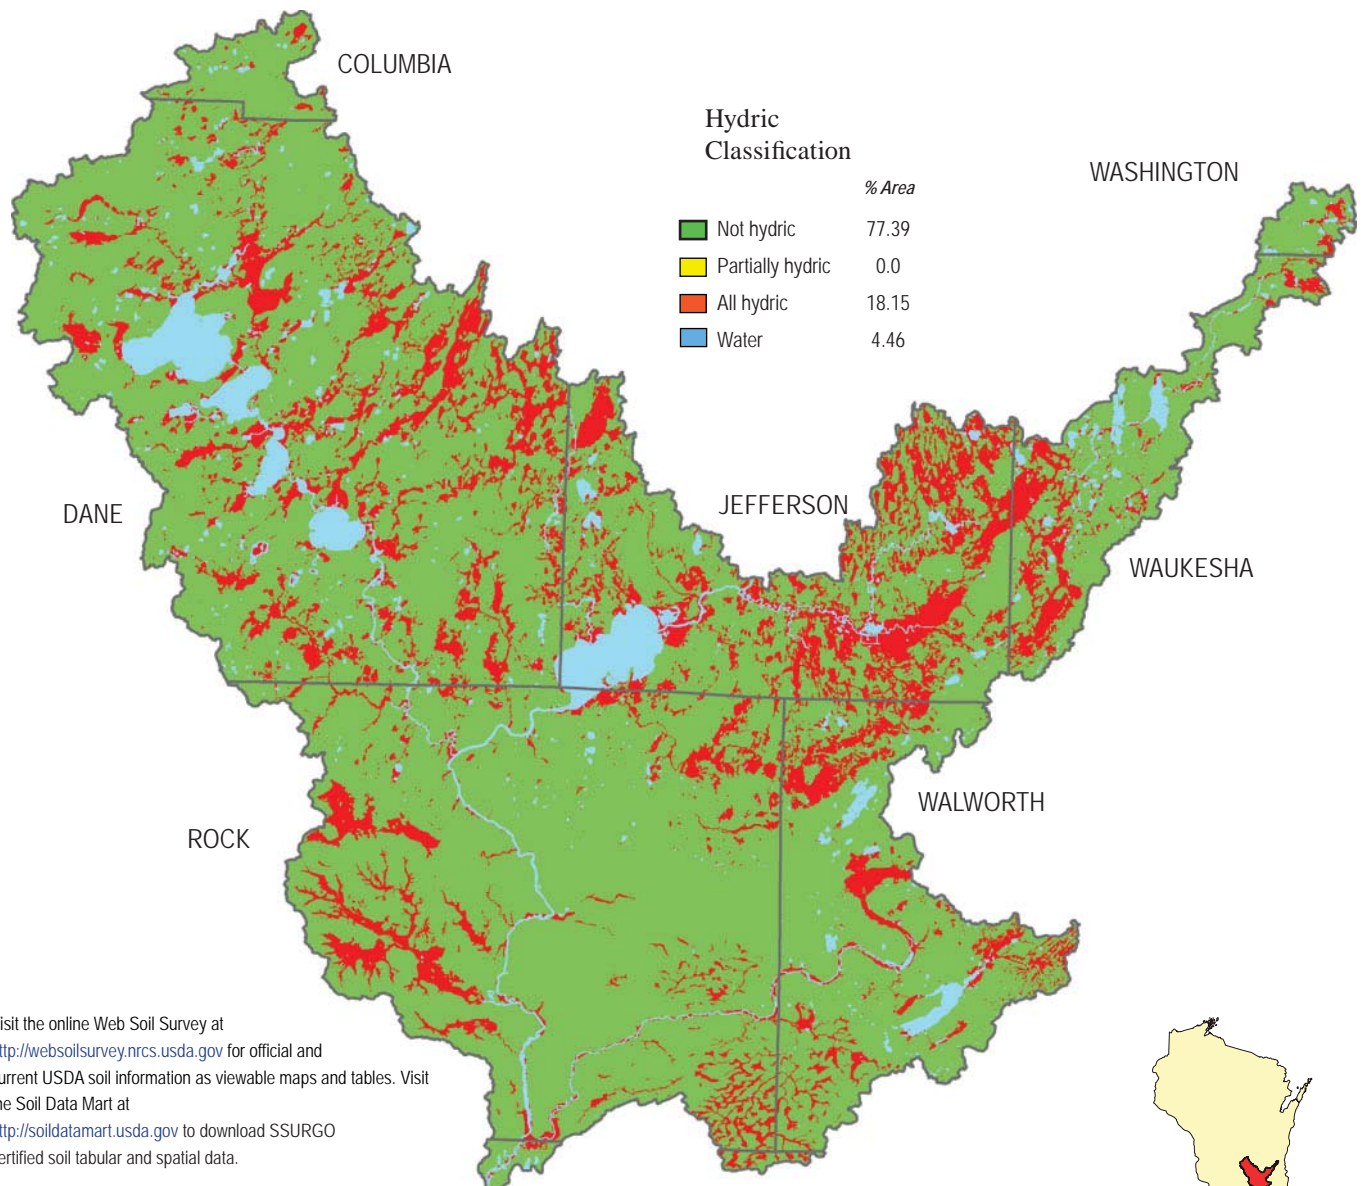 COLUMBIA
Hydric
Classification
% Area
Not hydric 77.39
Partially hydric 0.0
All hydric 18.15
Water 4.46
WASHINGTON
JEFFERSON
DANE
WAUKESHA
WALWORTH
ROCK
isit the online Web Soil Survey at
ttp://websoilsurvey.nrcs.usda.gov for official and
urrent USDA soil information as viewable maps and tables. Visit
he Soil Data Mart at
ttp://soildatamart.usda.gov to download SSURGO
ertified soil tabular and spatial data.